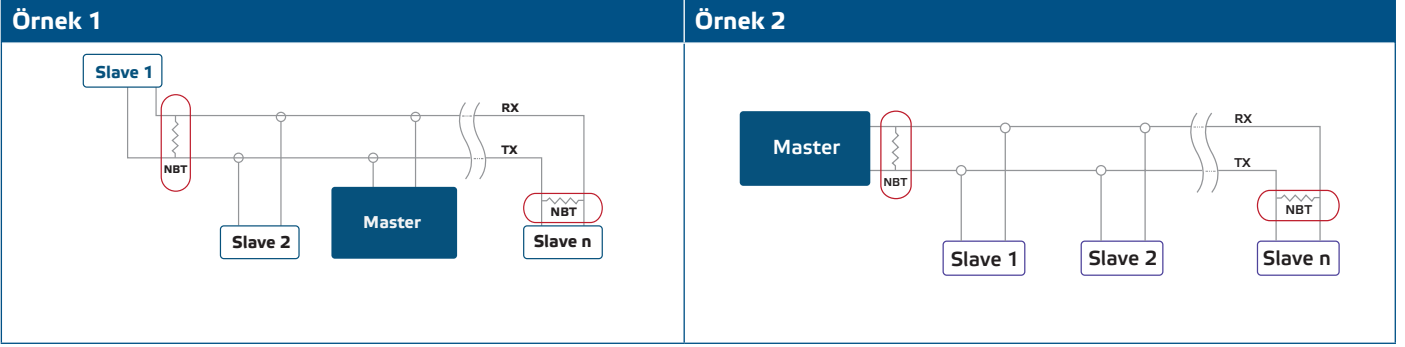 Örnek 1
Slave 1
RX
TX
NBT
Master
NBT
Slave 2
Slave n
Örnek 2
RX
Master
TX
NBT
NBT
Slave 1
Slave 2
Slave n